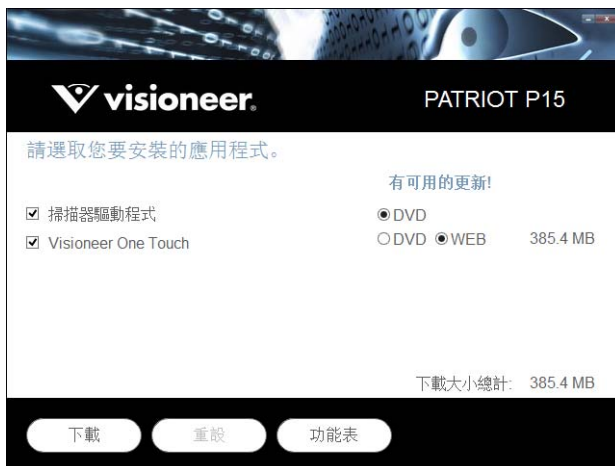 visioneer.
PATRIOT P15
請選取您要安裝的應用程式。
有可用的更新!
掃描器驅動程式 DVD
Visioneer One Touch DVD WEB 385.4 MB
下載大小總計: 385.4 MB
下載 重設 功能表